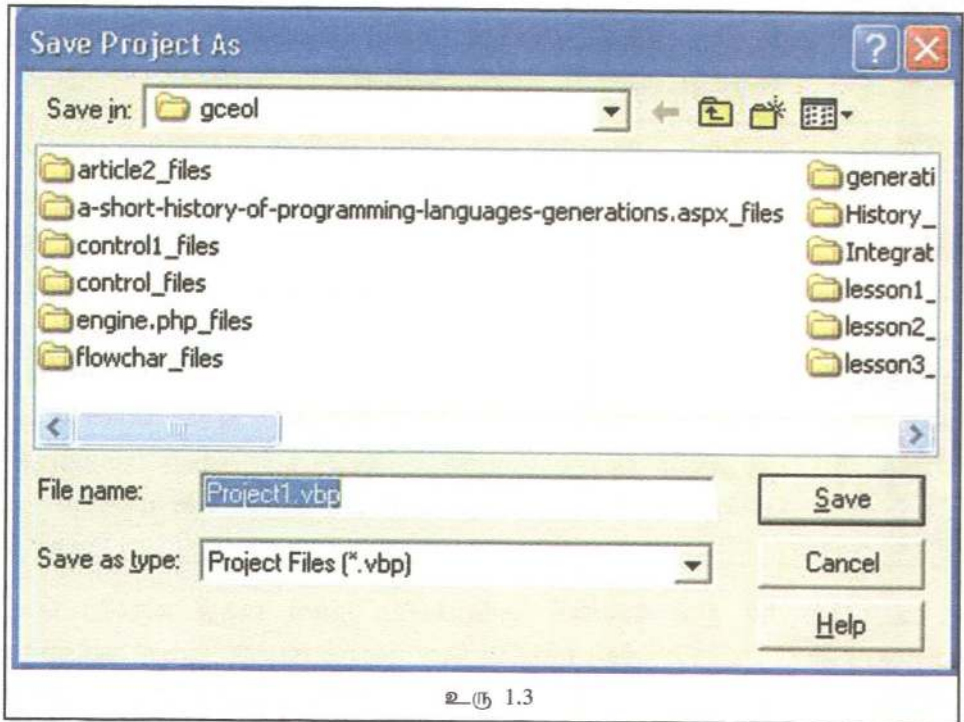 Save Project As
Save in: gceol
article2_files
a-short-history-of-programming-languages-generations.aspx_files
control1_files
control_files
engine.php_files
flowchar_files
generati
History_
Integrat
lesson1_
lesson2_
lesson3_
File name: Project1.vbp
Save
Save as type: Project Files (*.vbp)
Cancel
Help
உரு 1.3